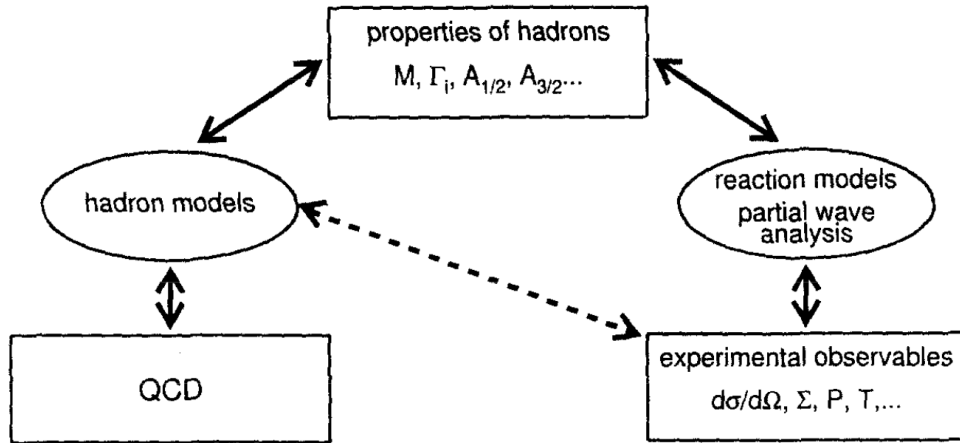 properties of hadrons
M, Γi, A1/2, A3/2...
hadron models
reaction models
partial wave
analysis
QCD
experimental observables
dσ/dΩ, Σ, P, T,...